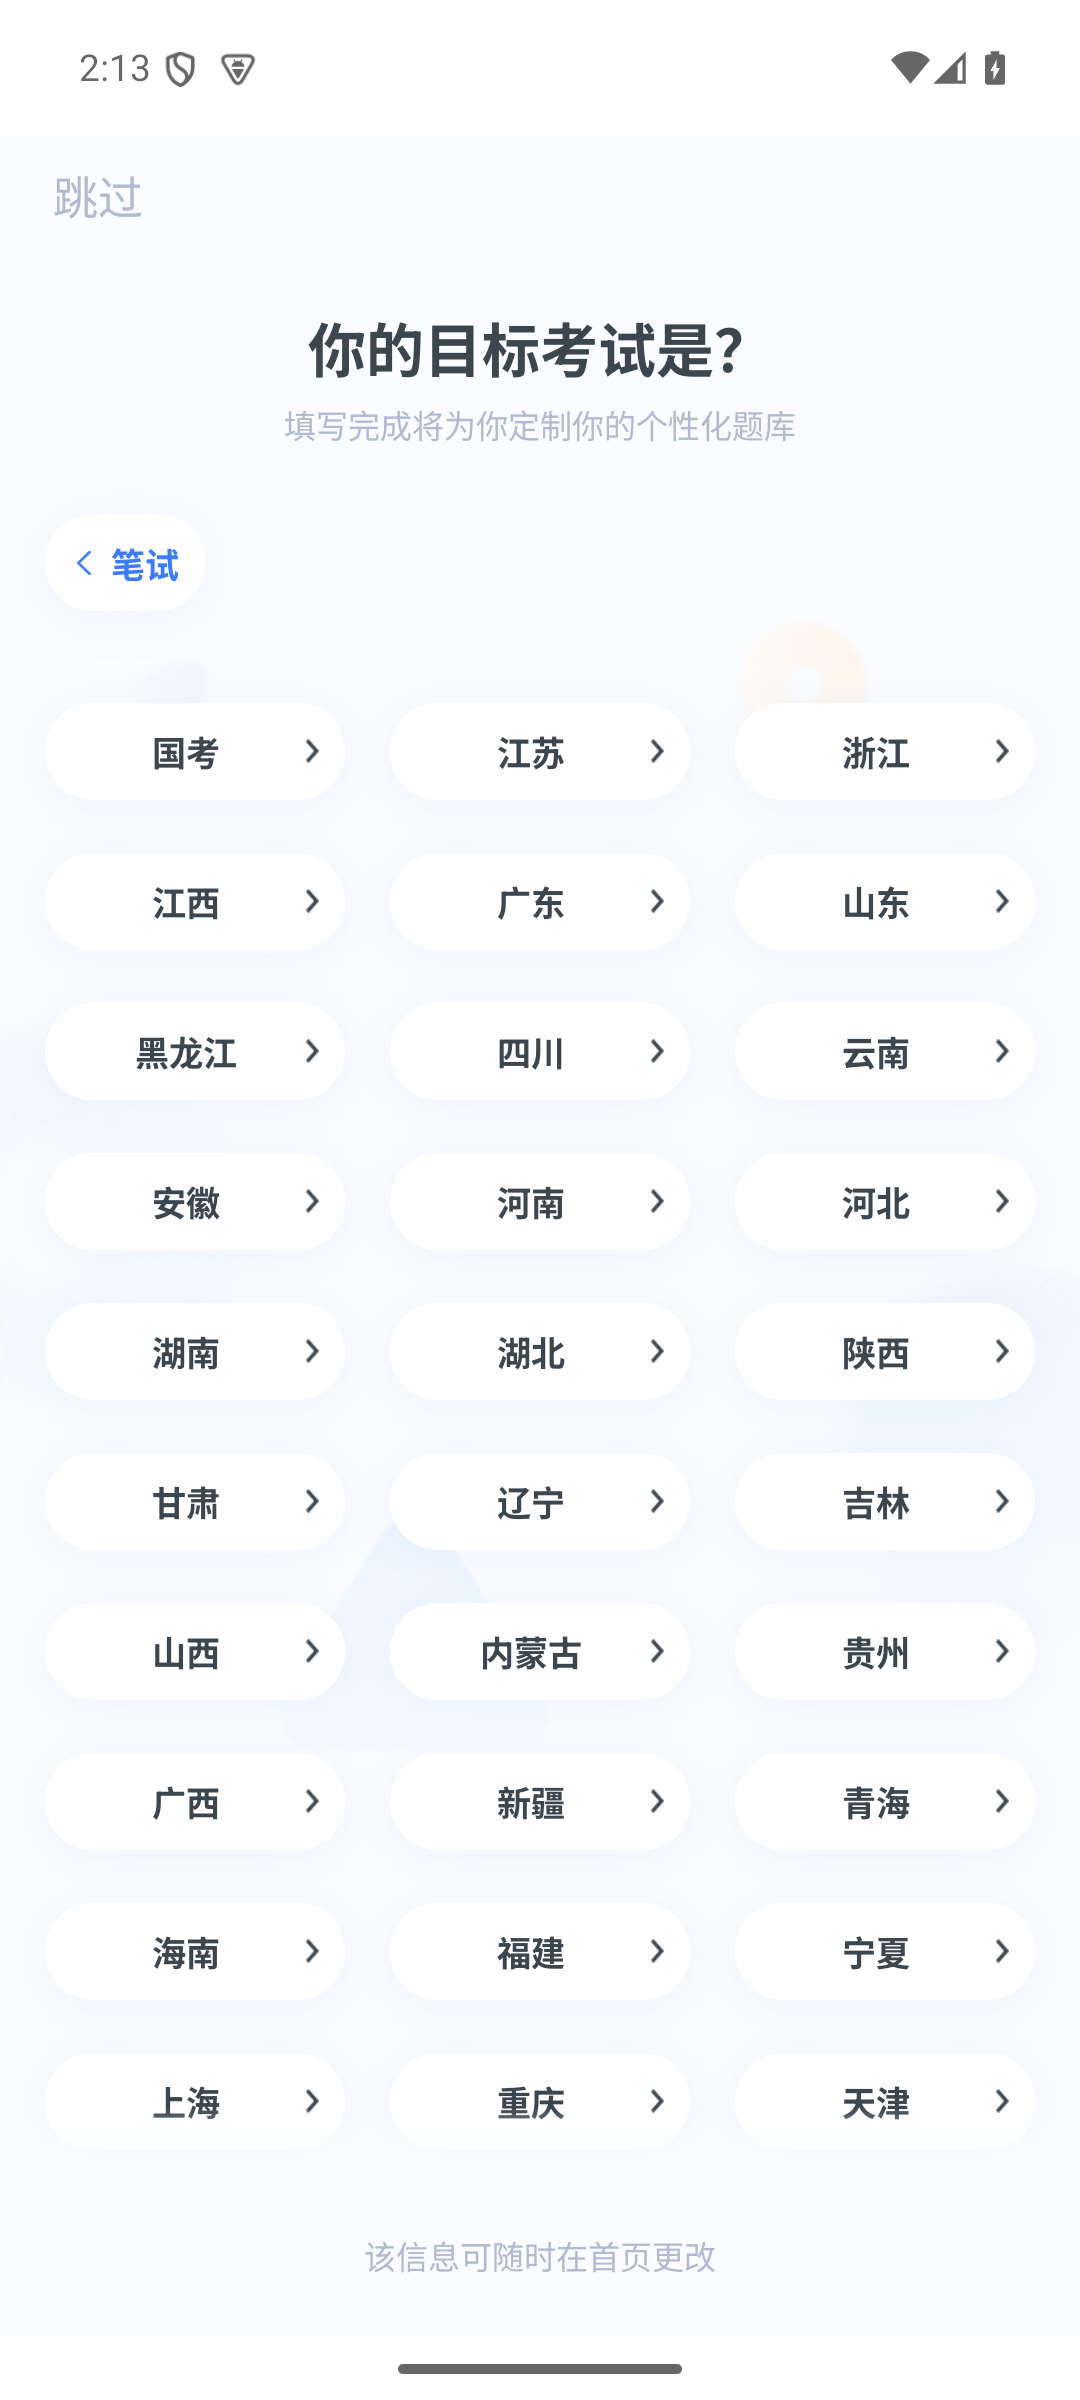 2:13
跳过
你的目标考试是?
填写完成将为你定制你的个性化题库
笔试
国考 江苏 浙江
江西 广东 山东
黑龙江 四川 云南
安徽 河南 河北
湖南 湖北 陕西
甘肃 辽宁 吉林
山西 内蒙古 贵州
广西 新疆 青海
海南 福建 宁夏
上海 重庆 天津
该信息可随时在首页更改